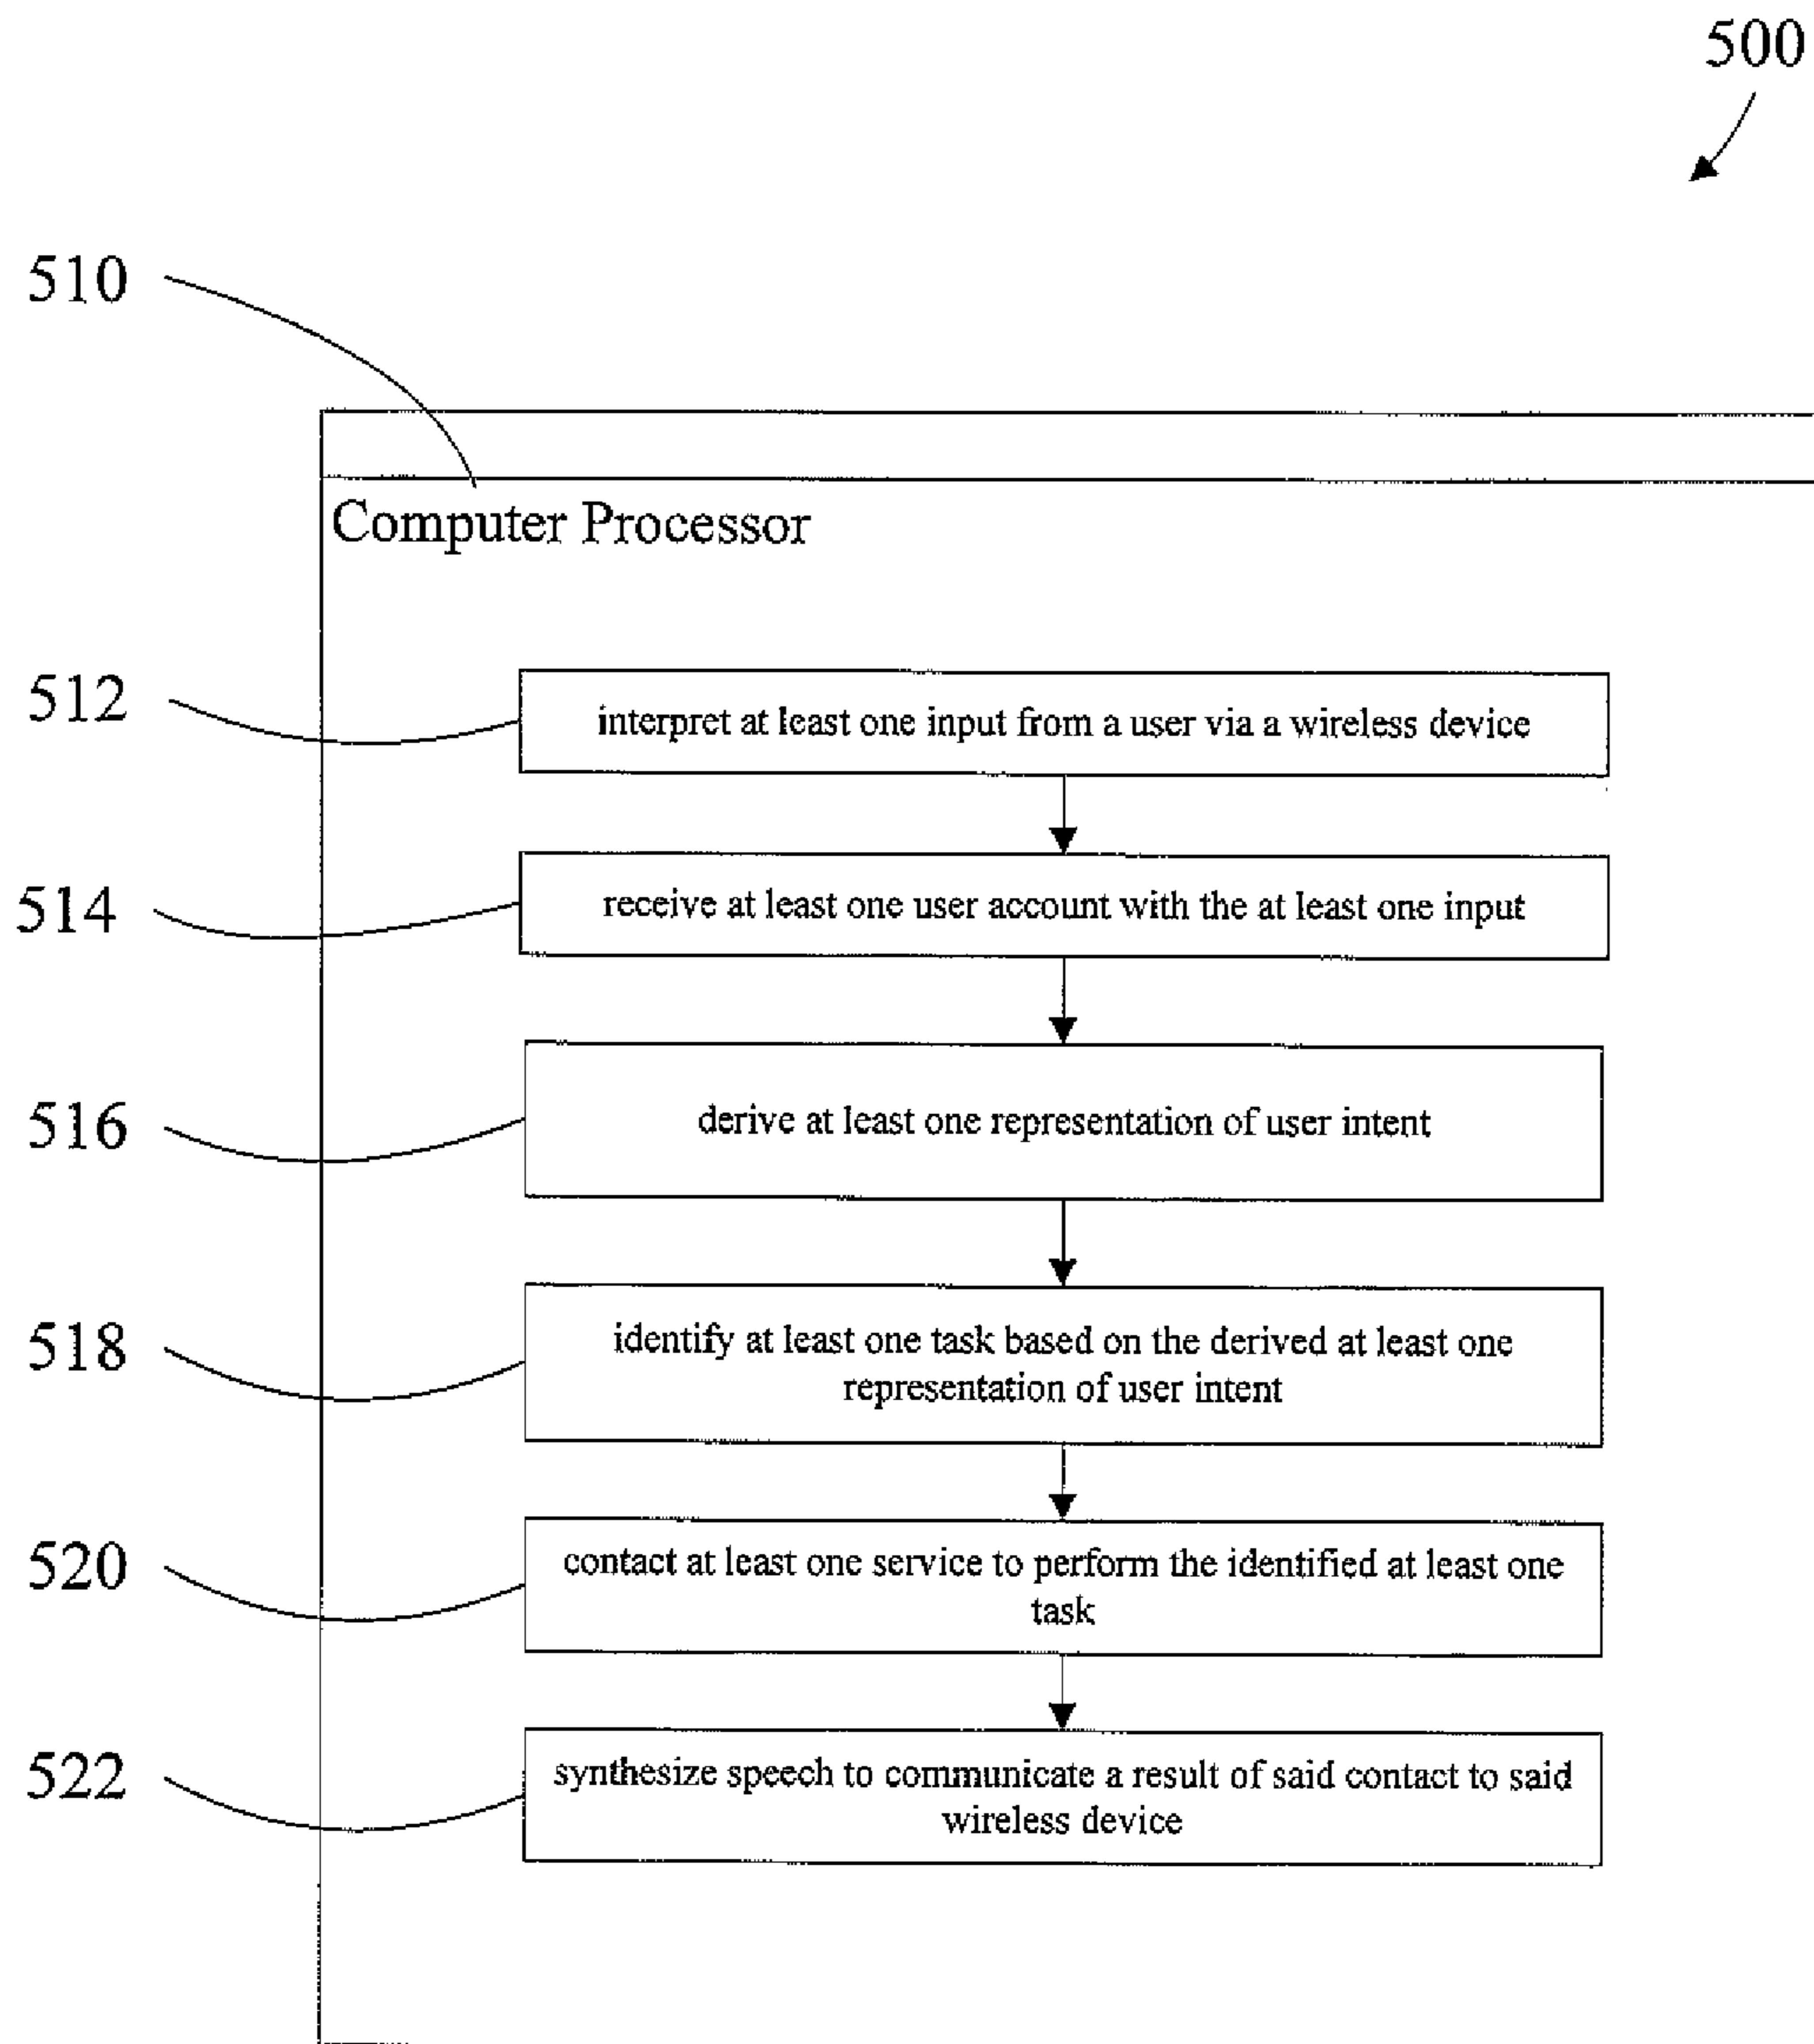 500
510
Computer Processor
512
interpret at least one input from a user via a wireless device
514
receive at least one user account with the at least one input
516
derive at least one representation of user intent
518
identify at least one task based on the derived at least one
representation of user intent
520
contact at least one service to perform the identified at least one
task
522
synthesize speech to communicate a result of said contact to said
wireless device